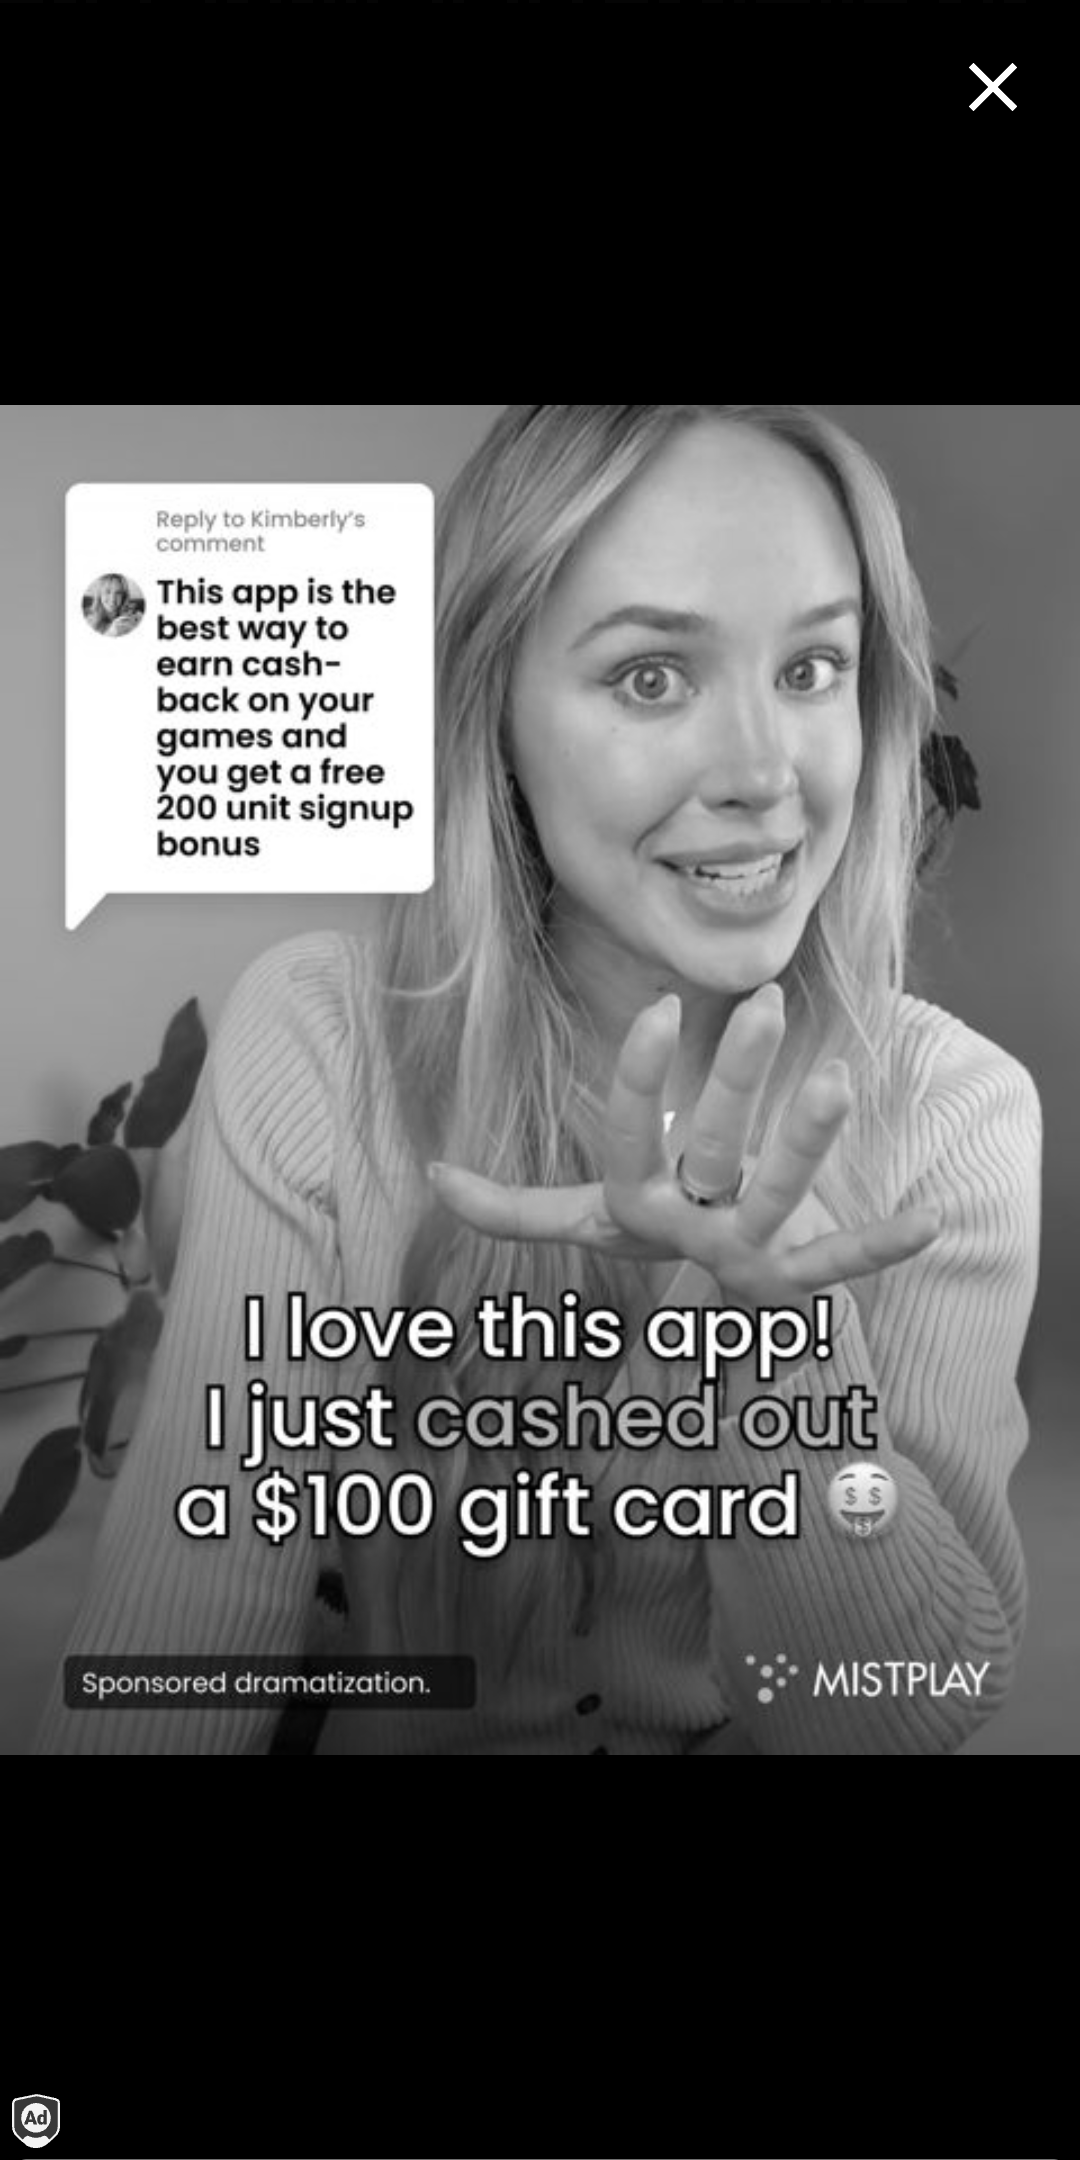 Reply to Kimberly's
comment
This app is the
best way to
earn cash-
back on your
games and
you get a free
200 unit signup
bonus
I love this app!
I just cashed out
a $100 gift card
Sponsored dramatization.
MISTPLAY
Ad